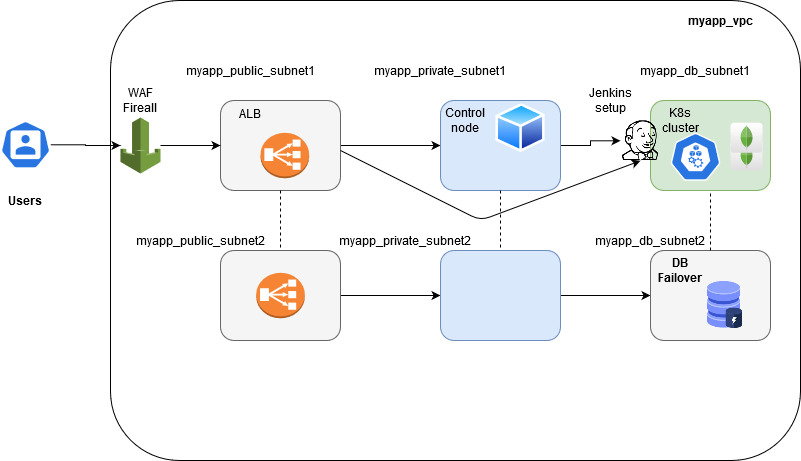 myapp_vpc
myapp_public_subnet1
myapp_private_subnet1
myapp_db_subnet1
WAF
Fireall
ALB
Control
node
Jenkins
setup
K8s
cluster
Users
myapp_public_subnet2
myapp_private_subnet2
myapp_db_subnet2
DB
Failover